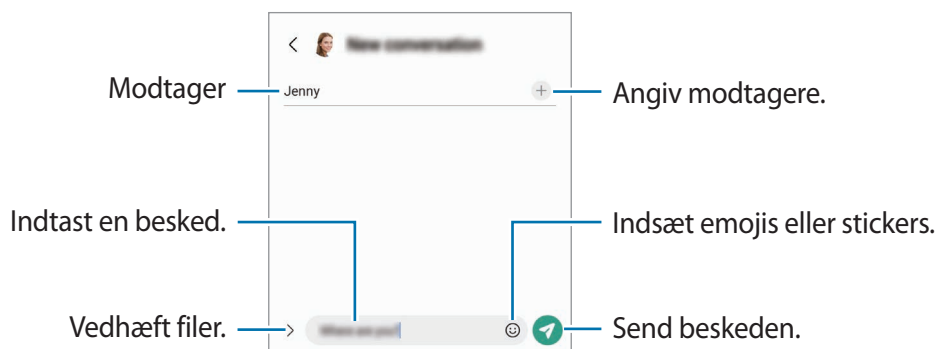 Modtager
Jenny
Angiv modtagere.
Indtast en besked.
Indsæt emojis eller stickers.
Vedhæft filer.
Send beskeden.